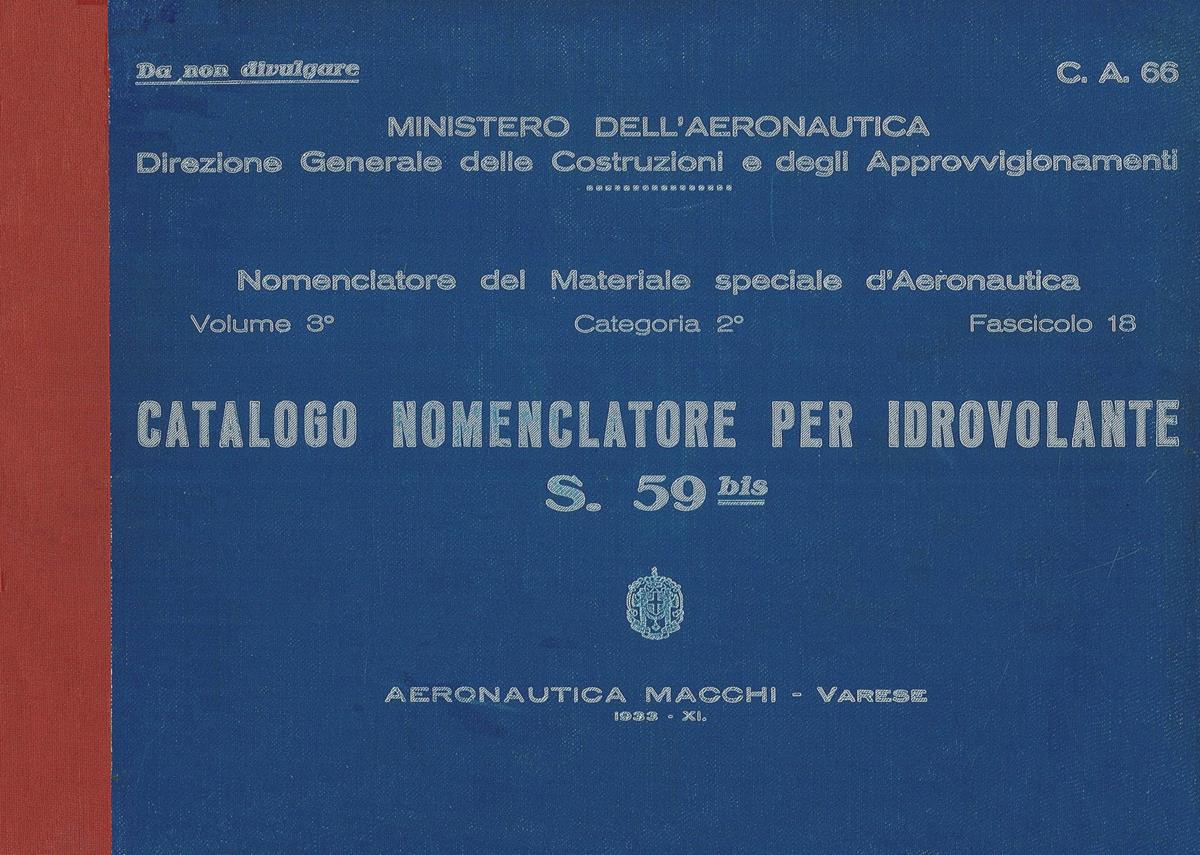 Da non divulgare
C. A. 66
MINISTERO DELL'AERONAUTICA
Direzione Generale delle Costruzioni e degli Approvvigionamenti
Nomenclatore del Materiale speciale d'Aeronautica
Volume 3° Categoria 2° Fascicolo 18
CATALOGO NOMENCLATORE PER IDROVOLANTE
S. 59 bis
AERONAUTICA MACCHI - VARESE
1933 - XI.